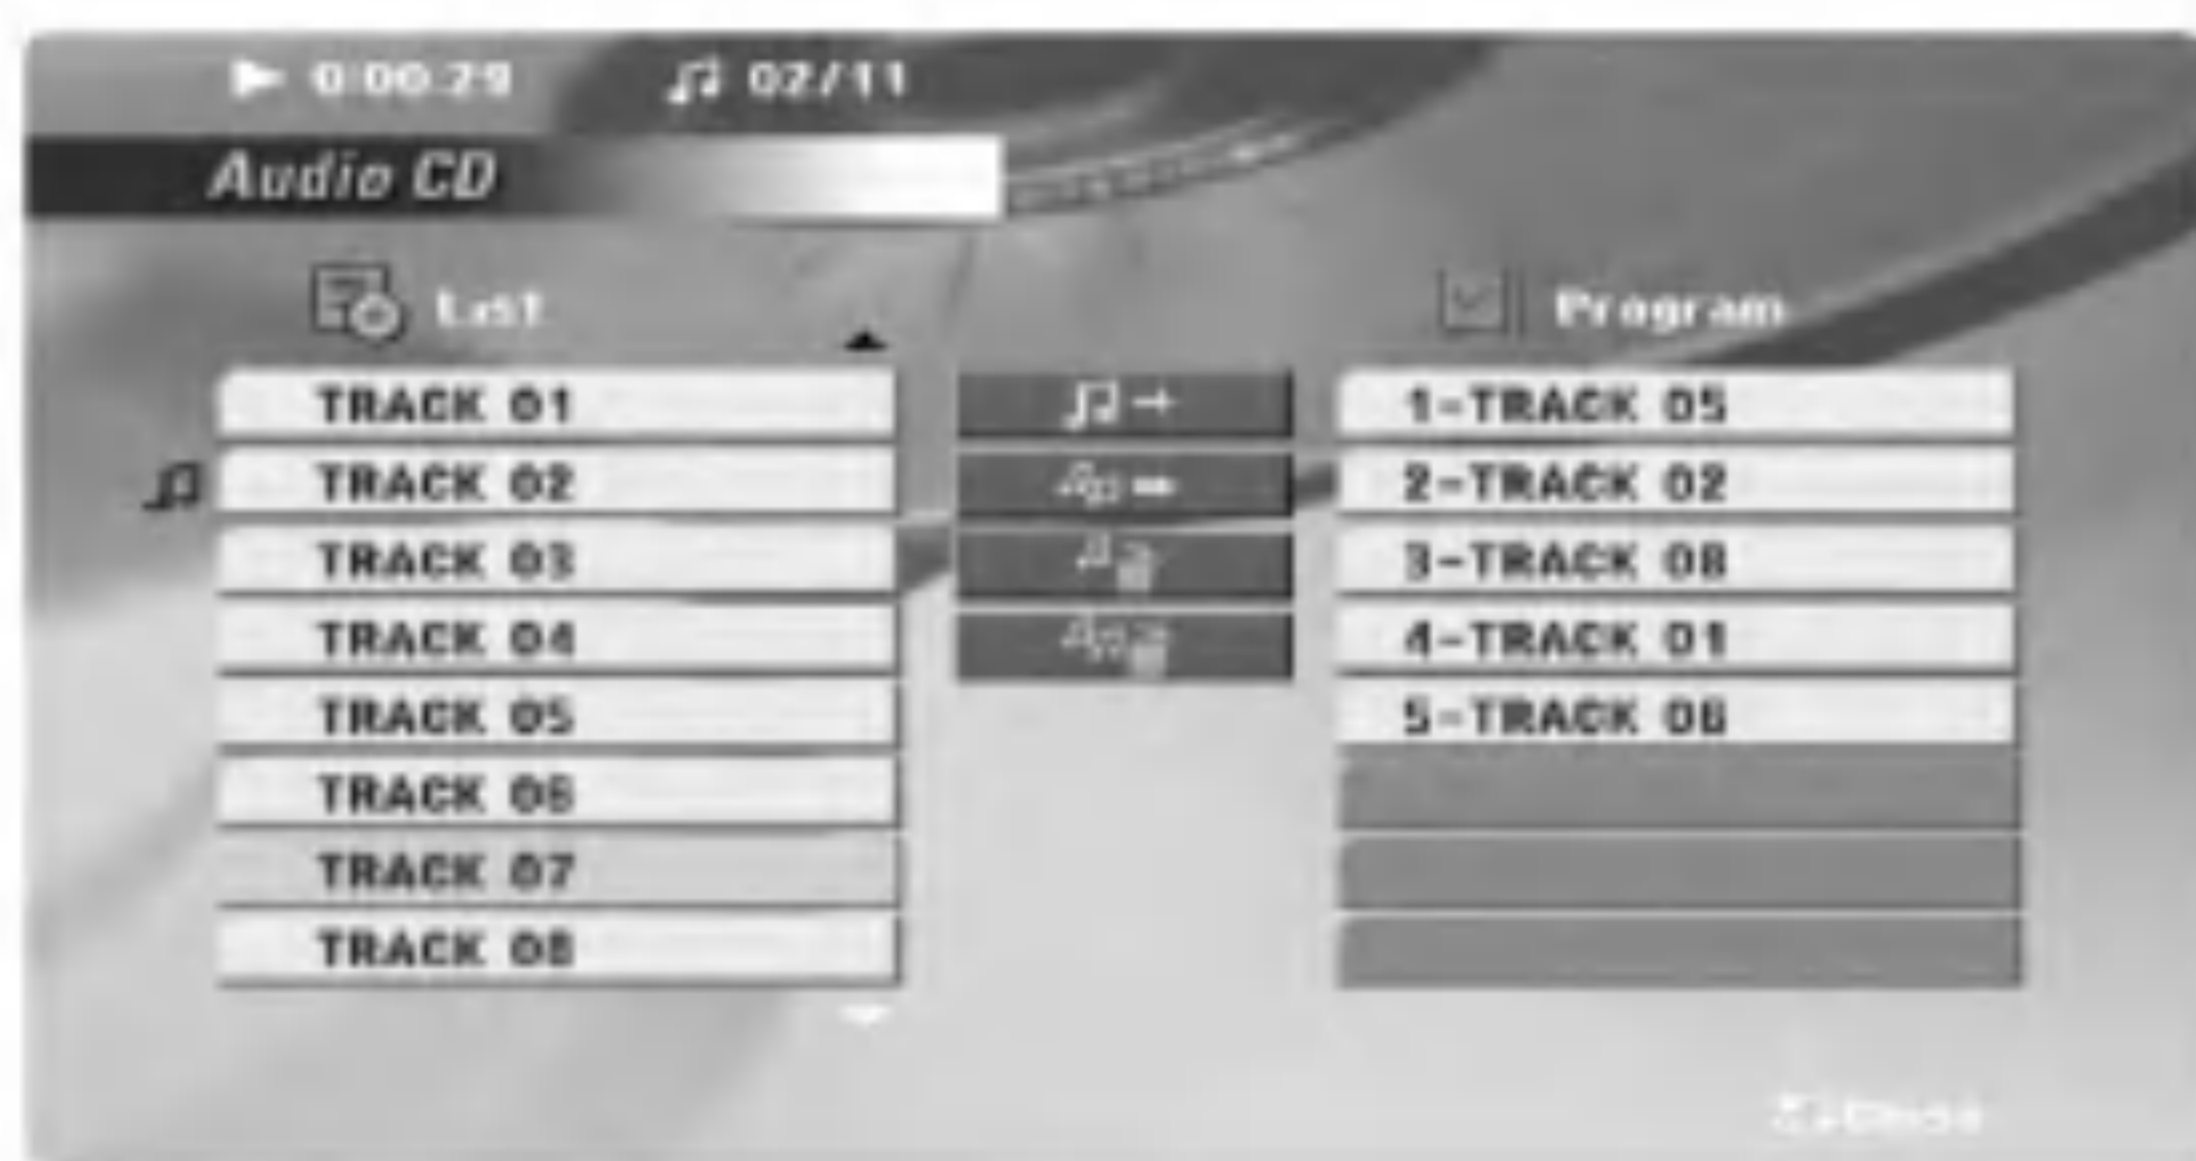 0:00:29 02/11
Audio CD
List
TRACK 01
TRACK 02
TRACK 03
TRACK 04
TRACK 05
TRACK 06
TRACK 07
TRACK 08
Program
1-TRACK 05
2-TRACK 02
3-TRACK 08
4-TRACK 01
5-TRACK 06
Close